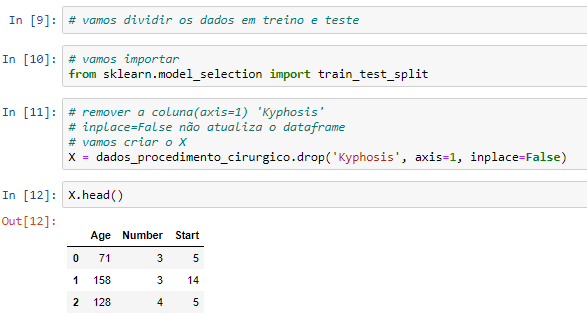 In [9]: # vamos dividir os dados em treino e teste
In [10]: # vamos importar
from sklearn.model_selection import train_test_split
In [11]: # remover a coluna(axis=1) 'Kyphosis'
# inplace=False não atualiza o dataframe
# vamos criar o X
X = dados_procedimento_cirurgico.drop('Kyphosis', axis=1, inplace=False)
In [12]: X.head()
Out[12]:
Age Number Start
0 71 3 5
1 158 3 14
2 128 4 5